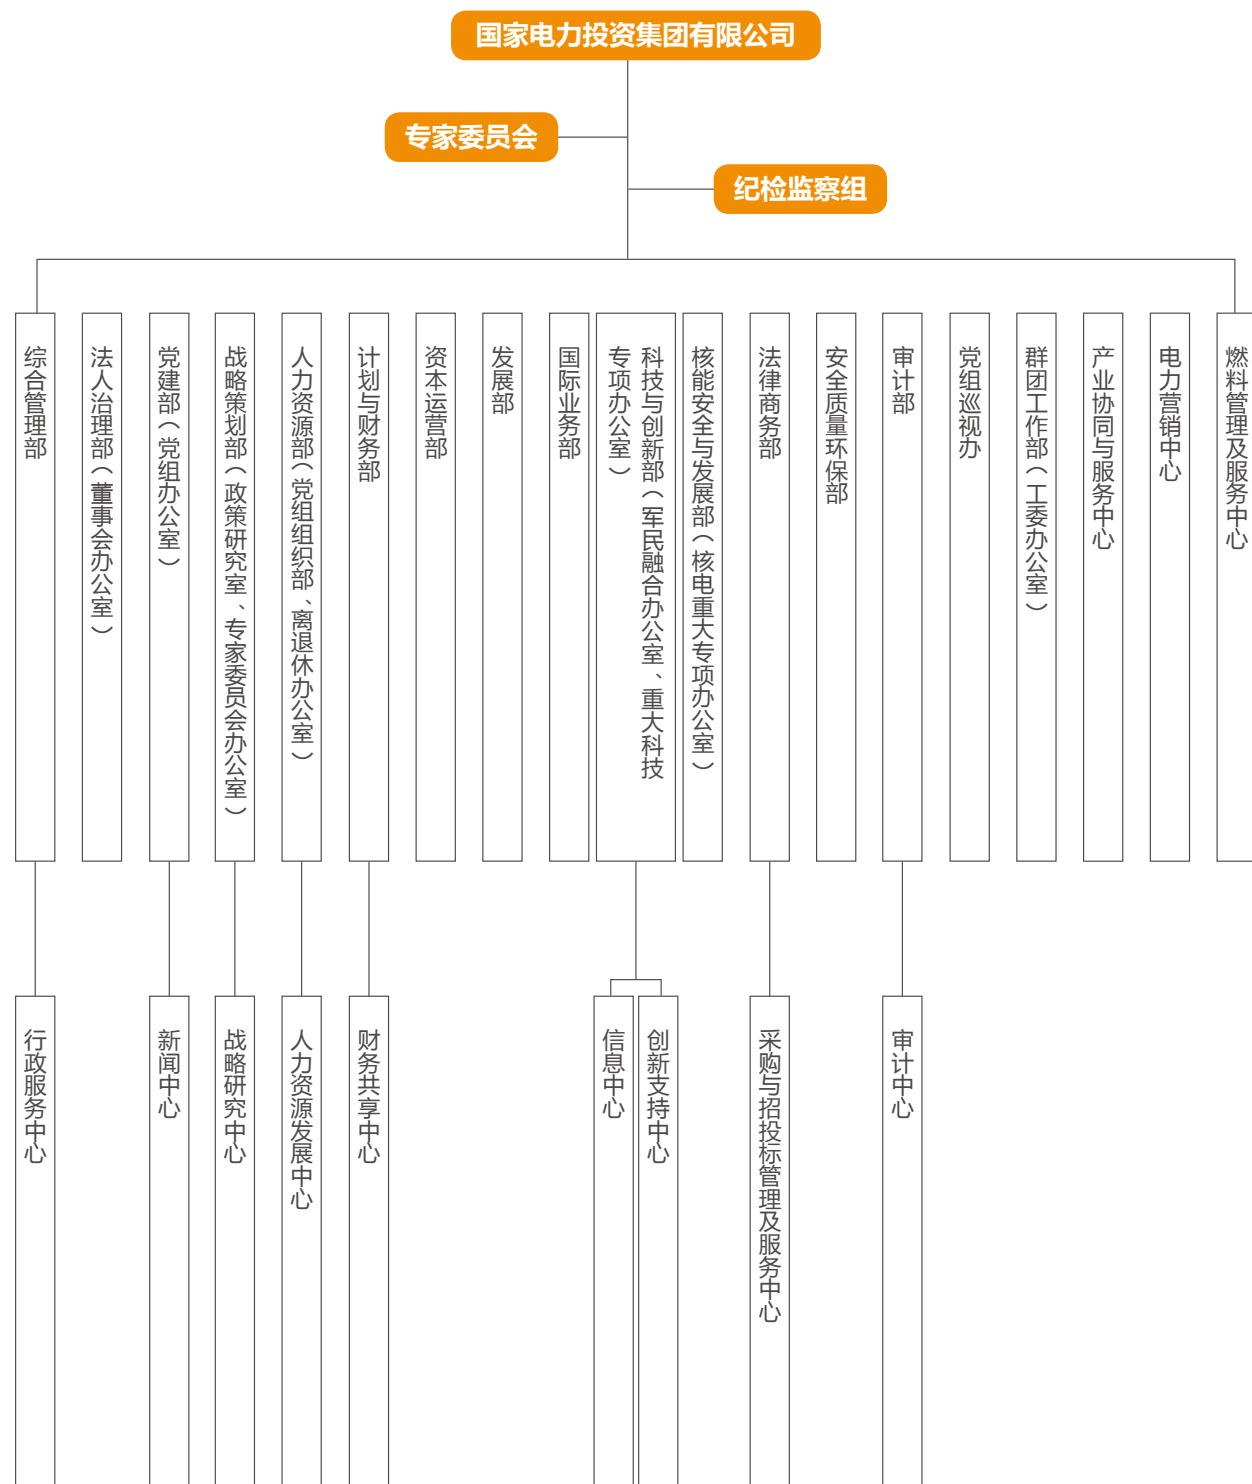 国家电力投资集团有限公司
专家委员会
纪检监察组
综合管理部
法人治理部（董事会办公室）
党建部（党组办公室）
战略策划部（政策研究室、专家委员会办公室）
人力资源部（党组组织部、离退休办公室）
计划与财务部
资本运营部
发展部
国际业务部
科技与创新部（军民融合办公室、重大科技
专项办公室）
核能安全与发展部（核电重大专项办公室）
法律商务部
安全质量环保部
审计部
党组巡视办
群团工作部（工委办公室）
产业协同与服务中心
电力营销中心
燃料管理及服务中心
行政服务中心
新闻中心
战略研究中心
人力资源发展中心
财务共享中心
信息中心
创新支持中心
采购与招投标管理及服务中心
审计中心